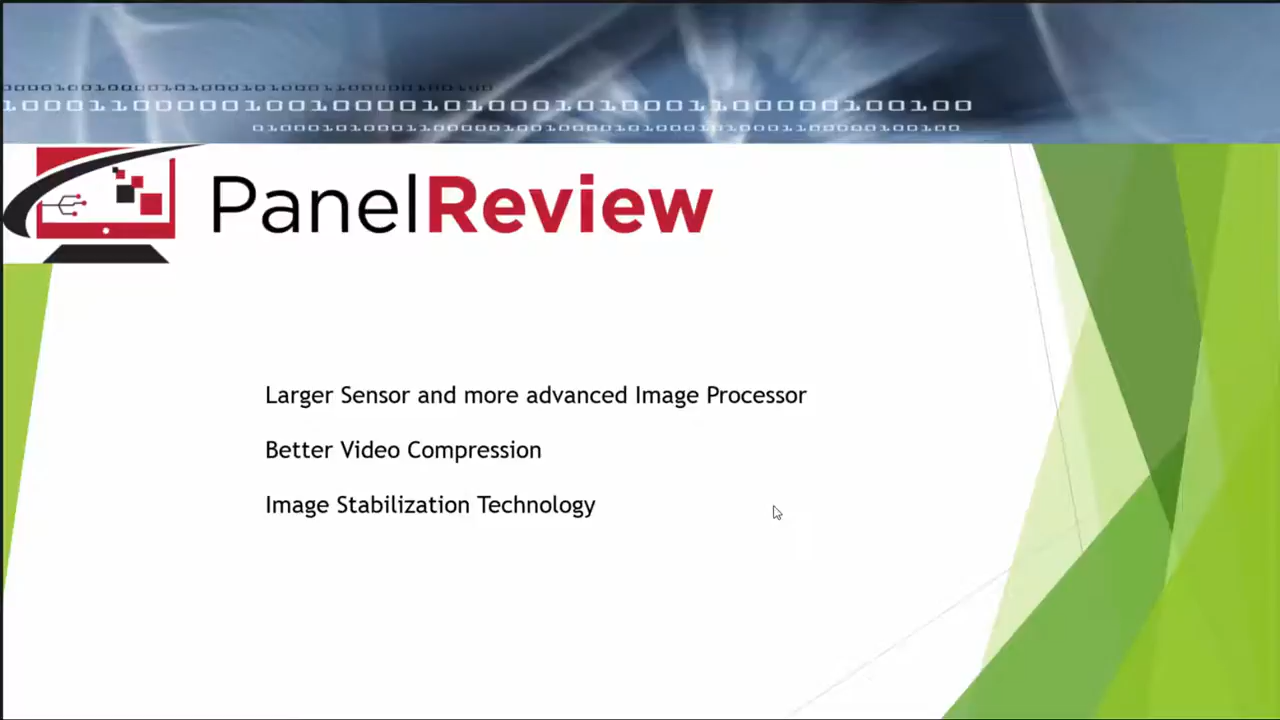 PanelReview
Larger Sensor and more advanced Image Processor
Better Video Compression
Image Stabilization Technology